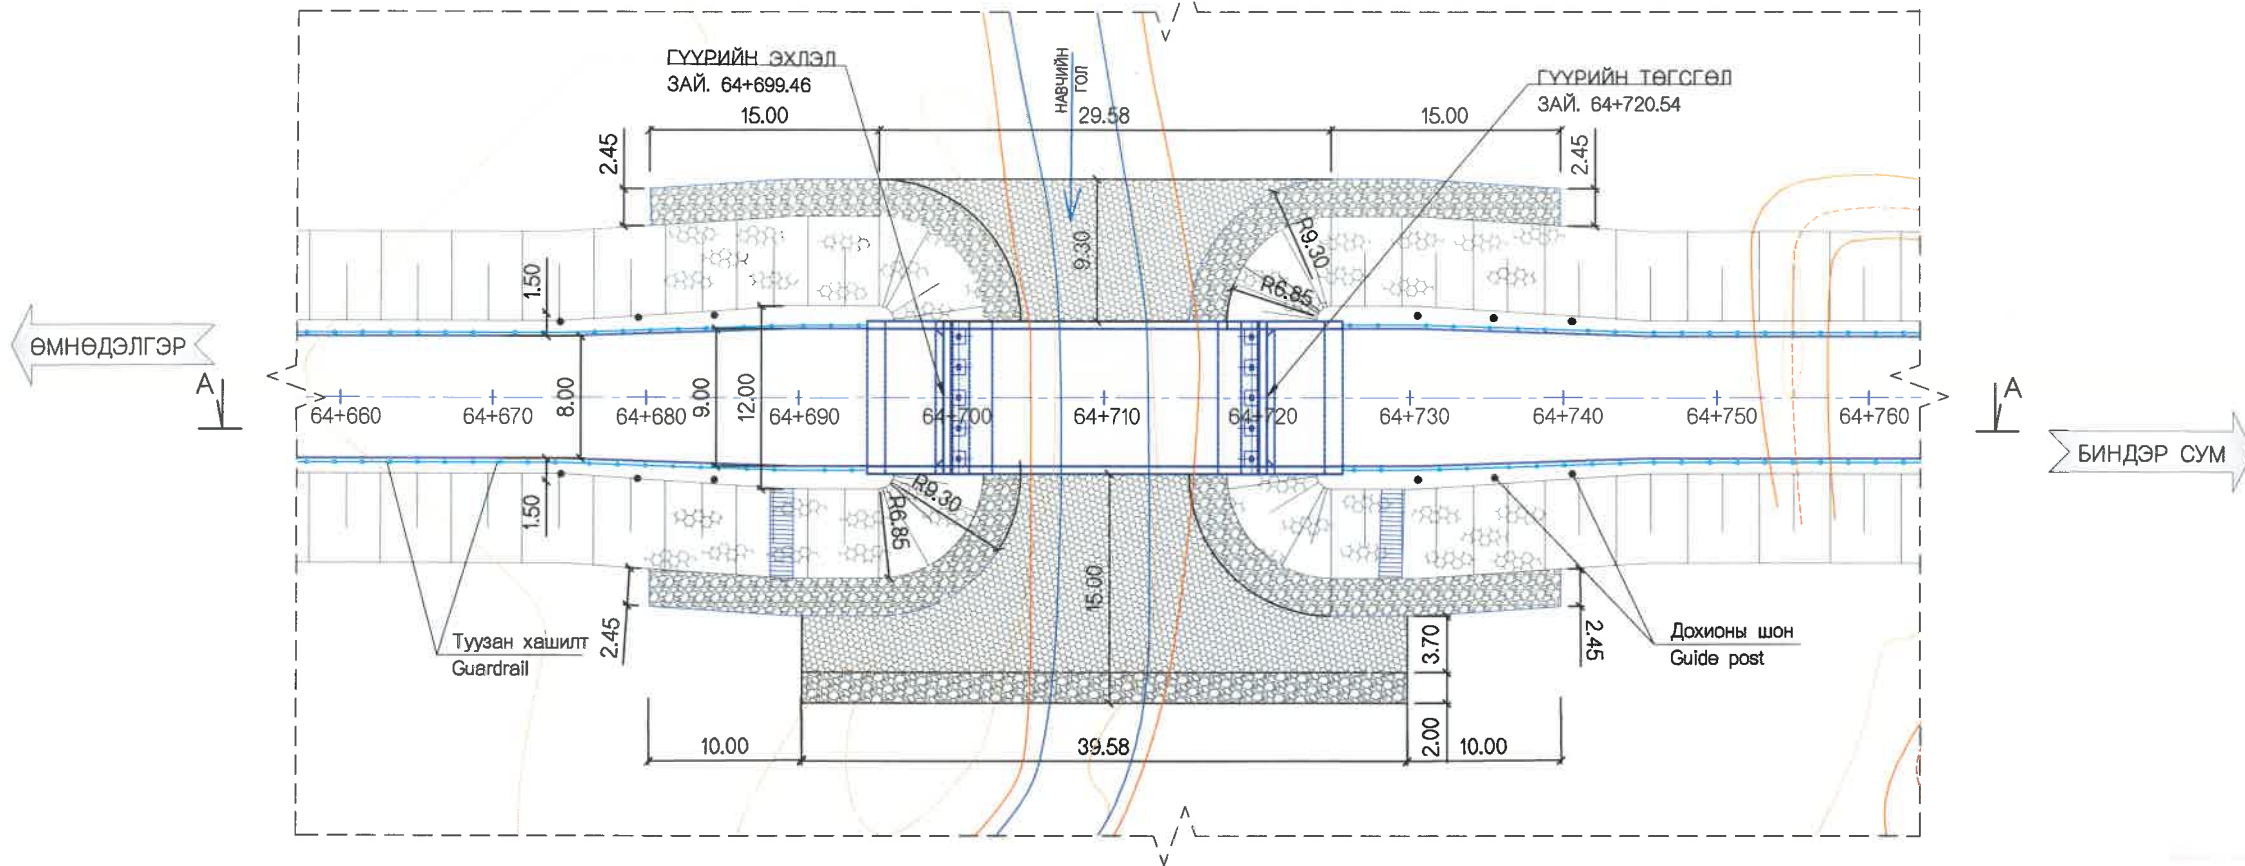 ГҮҮРИЙН ЭХЛЭЛ
ЗАЙ. 64+699.46
НАВЧИЙН
ГОЛ
ГҮҮРИЙН ТӨГСГӨЛ
ЗАЙ. 64+720.54
15.00
29.58
15.00
2.45
2.45
9.30
R9.30
R6.85
1.50
ӨМНӨДЭЛГЭР
A
A
8.00
9.00
12.00
64+660
64+670
64+680
64+690
64+700
64+710
64+720
64+730
64+740
64+750
64+760
БИНДЭР СУМ
1.50
R9.30
R6.85
15.00
2.45
2.45
Туузан хашилт
Guardrail
3.70
Дохионы шон
Guide post
10.00
39.58
2.00
10.00